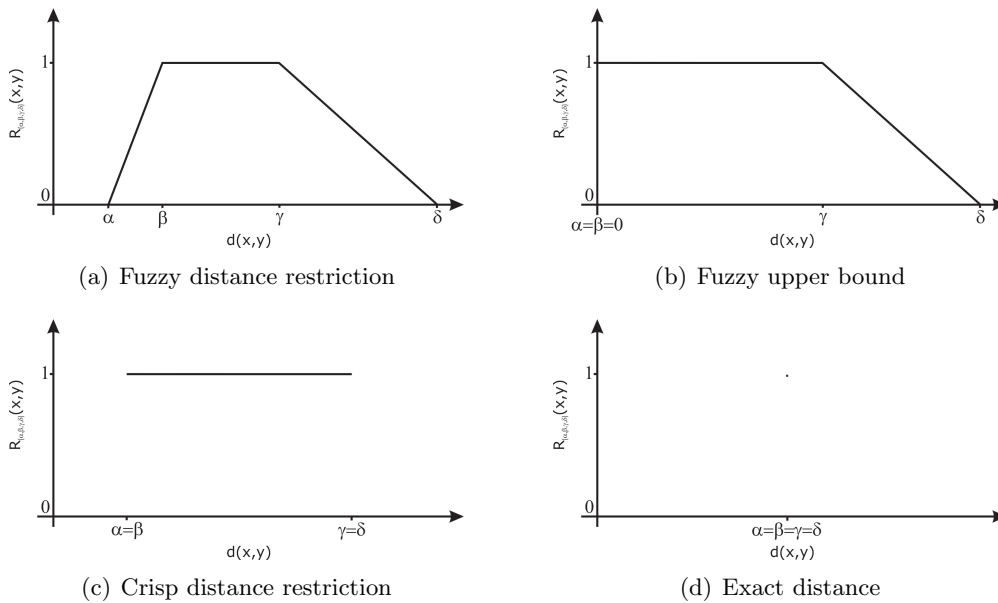 R(α,β,γ,δ)(x,y)
1
0
α β γ δ
d(x,y)
(a) Fuzzy distance restriction
R(α,β,γ,δ)(x,y)
1
0
α=β=0 γ δ
d(x,y)
(b) Fuzzy upper bound
R(α,β,γ,δ)(x,y)
1
0
α=β γ=δ
d(x,y)
(c) Crisp distance restriction
R(α,β,γ,δ)(x,y)
1
0
α=β=γ=δ
d(x,y)
(d) Exact distance